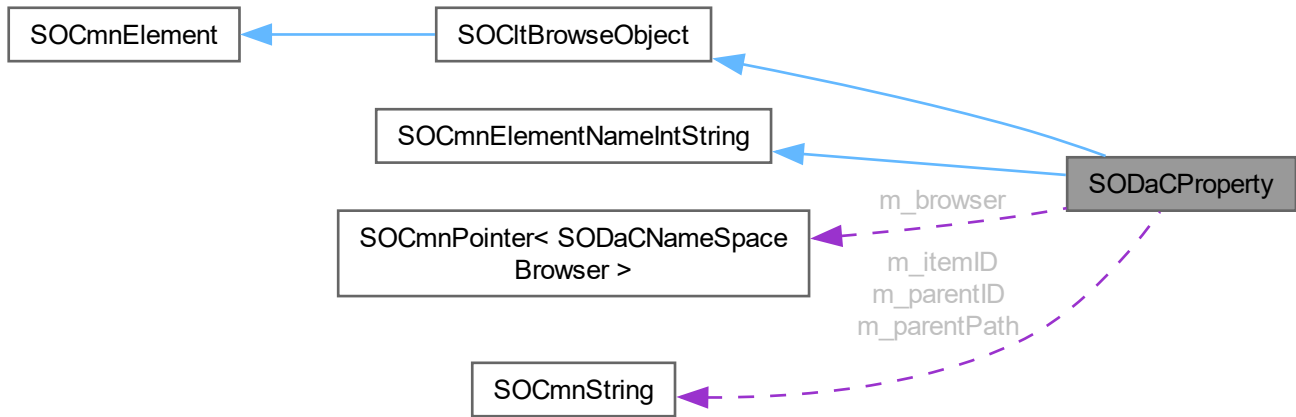 SOCmnElement
SOCltBrowseObject
SOCmnElementNameIntString
SODaCProperty
m_browser
SOCmnPointer< SODaCNameSpace
Browser >
m_itemID
m_parentID
m_parentPath
SOCmnString